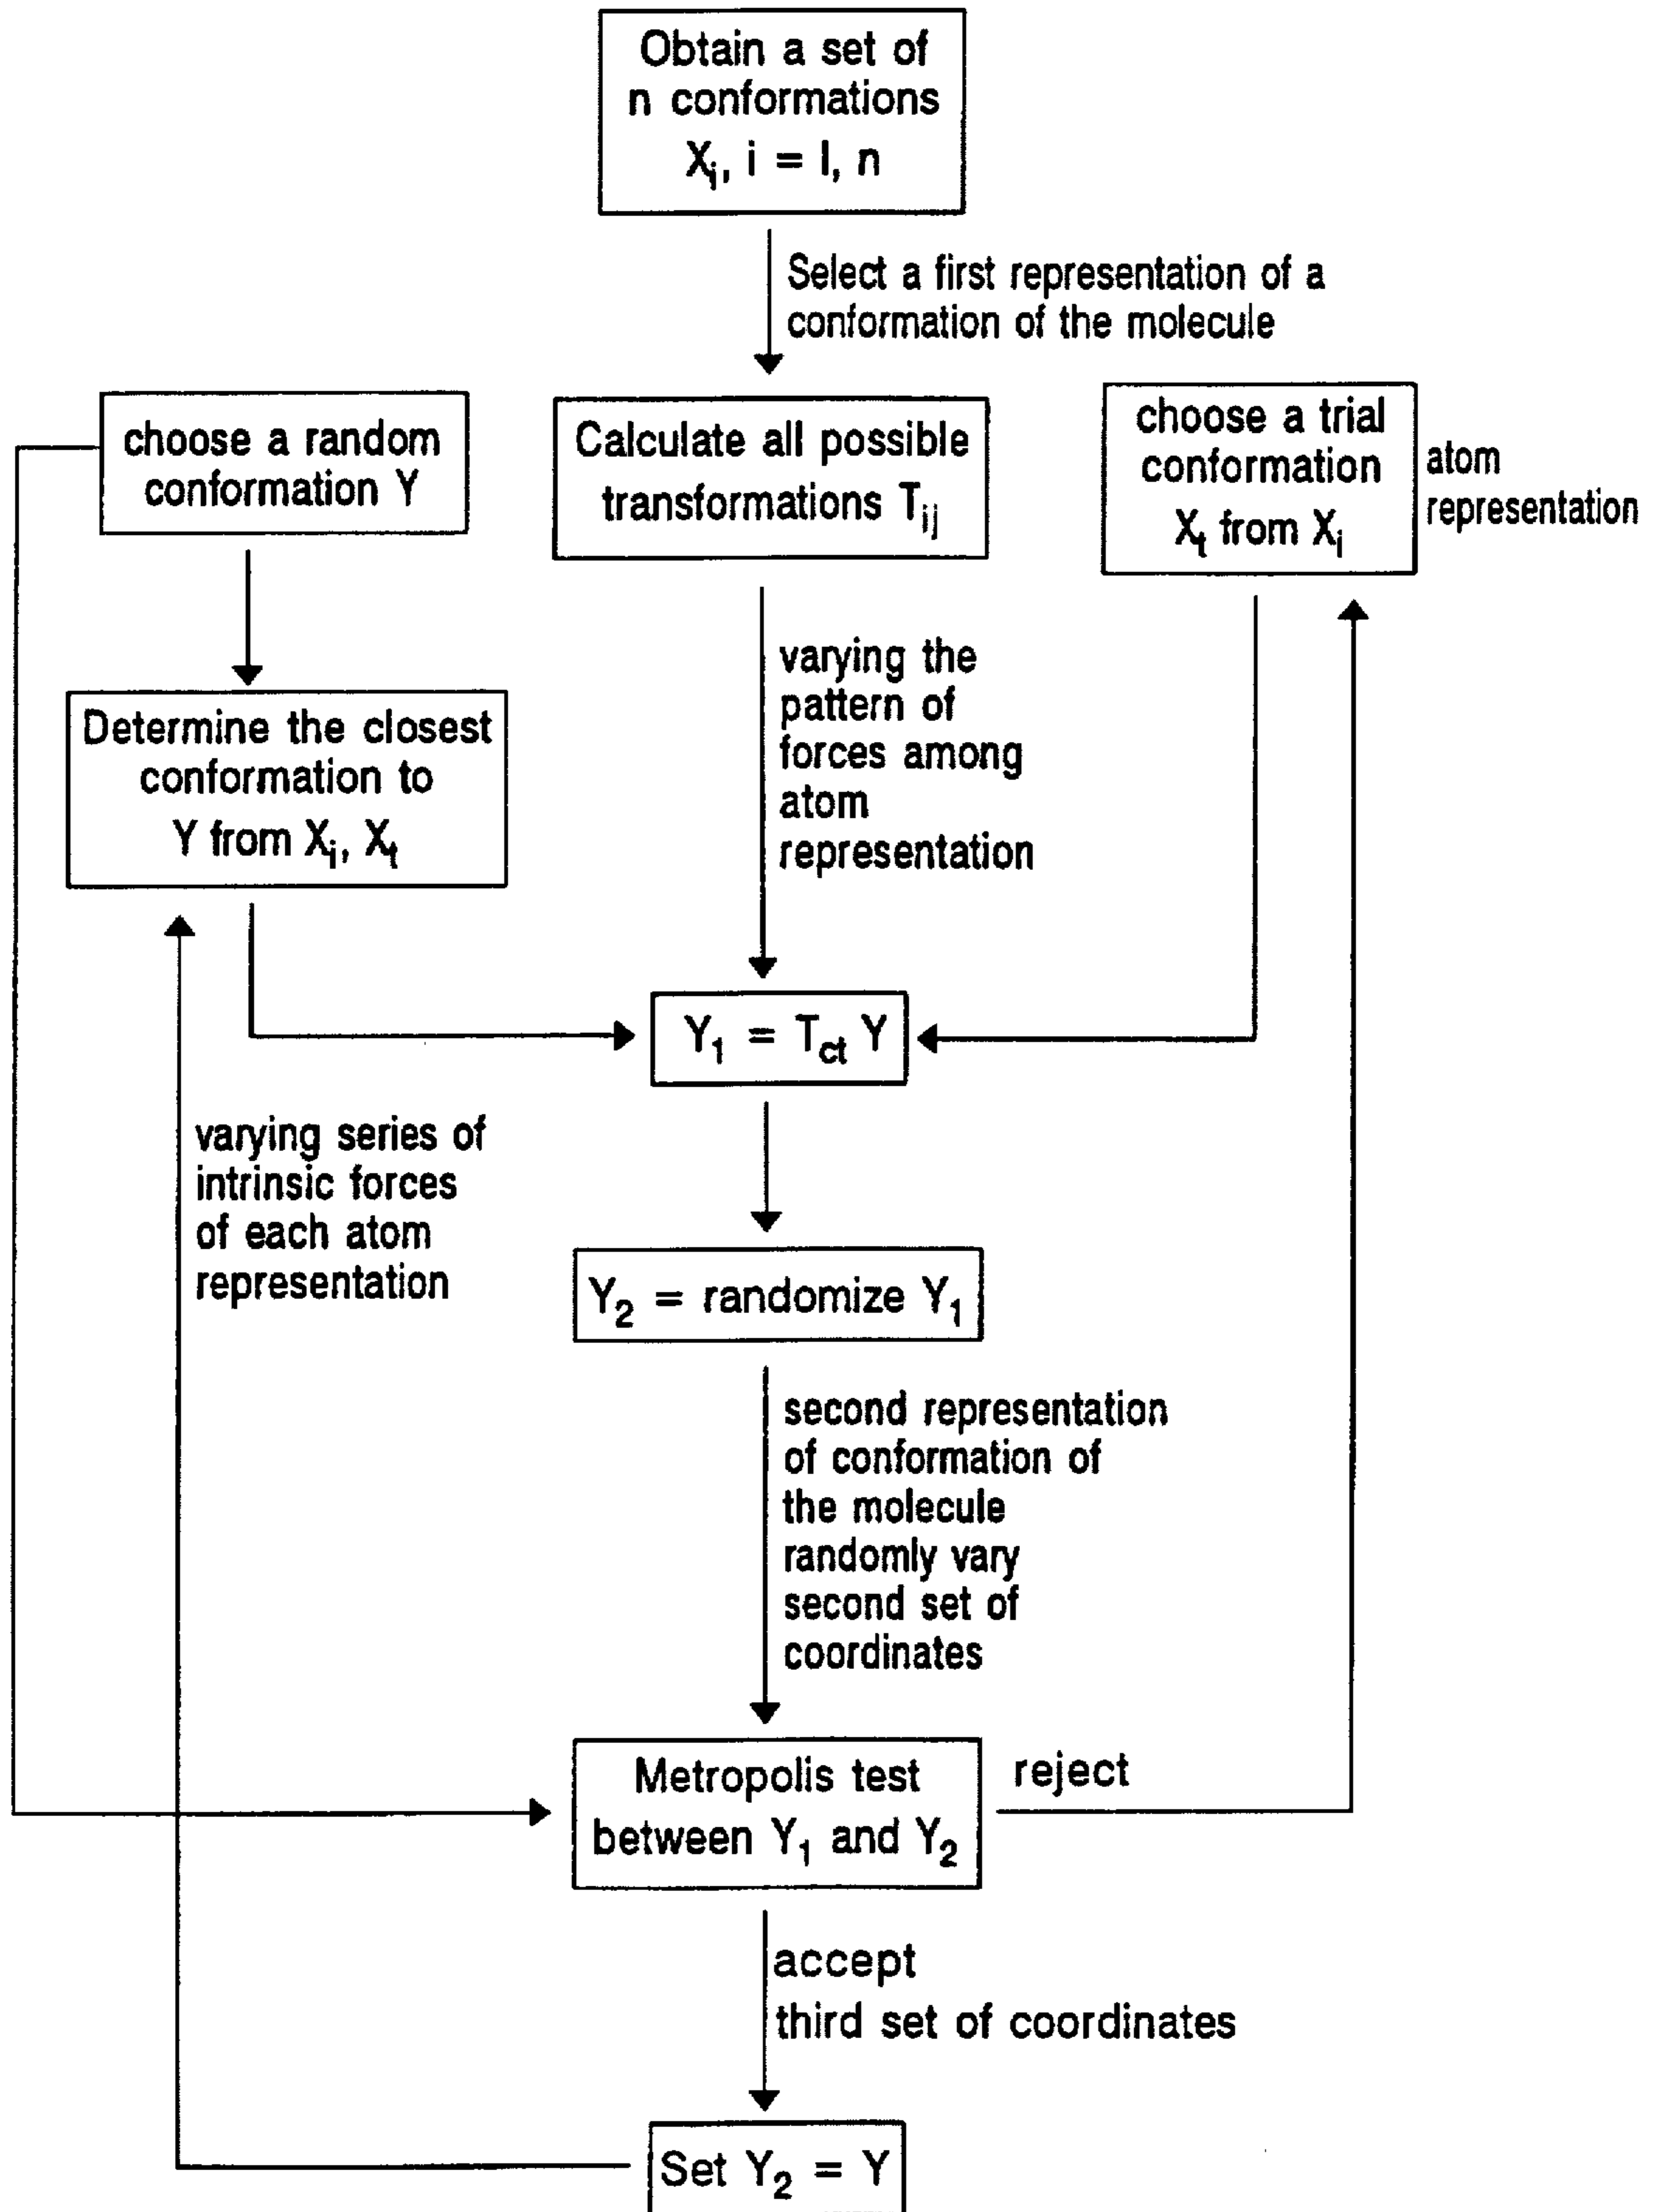 Obtain a set of
n conformations
Xi, i = I, n
Select a first representation of a
conformation of the molecule
choose a random
conformation Y
Calculate all possible
transformations Tij
choose a trial
conformation
Xt from Xi
atom
representation
varying the
pattern of
forces among
atom
representation
Determine the closest
conformation to
Y from Xi, Xt
Y1 = Tct Y
varying series of
intrinsic forces
of each atom
representation
Y2 = randomize Y1
second representation
of conformation of
the molecule
randomly vary
second set of
coordinates
Metropolis test
between Y1 and Y2
reject
accept
third set of coordinates
Set Y2 = Y